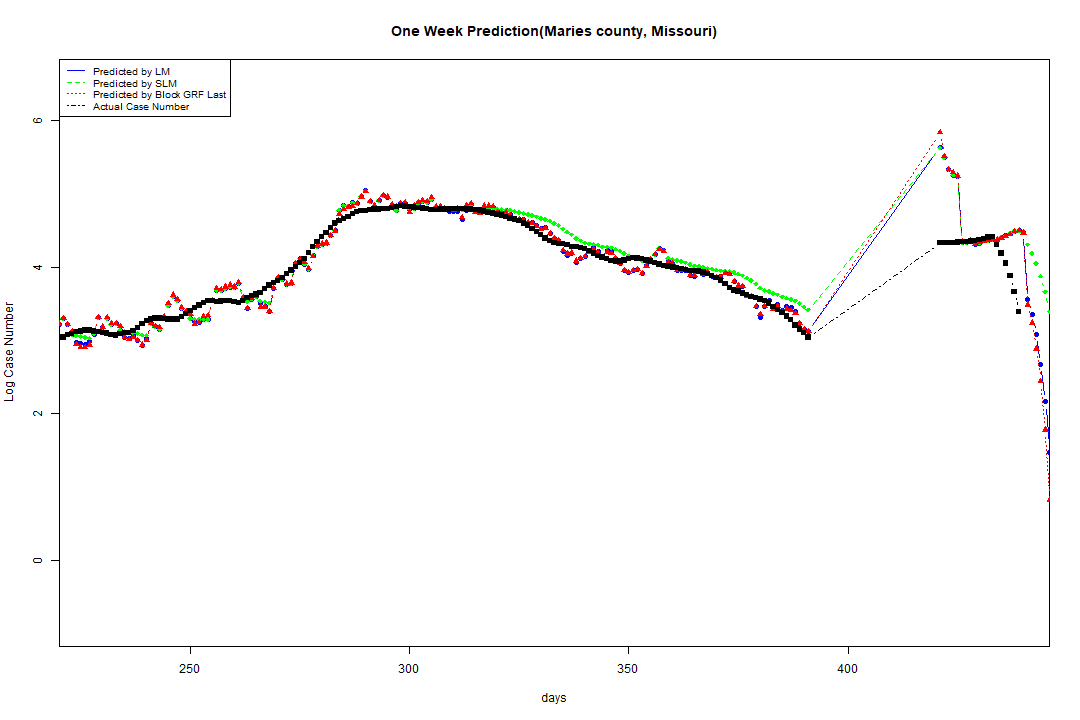 One Week Prediction(Maries county, Missouri)
Predicted by LM
Predicted by SLM
Predicted by Block GRF Last
Actual Case Number
6
4
2
0
Log Case Number
250 300 350 400
days